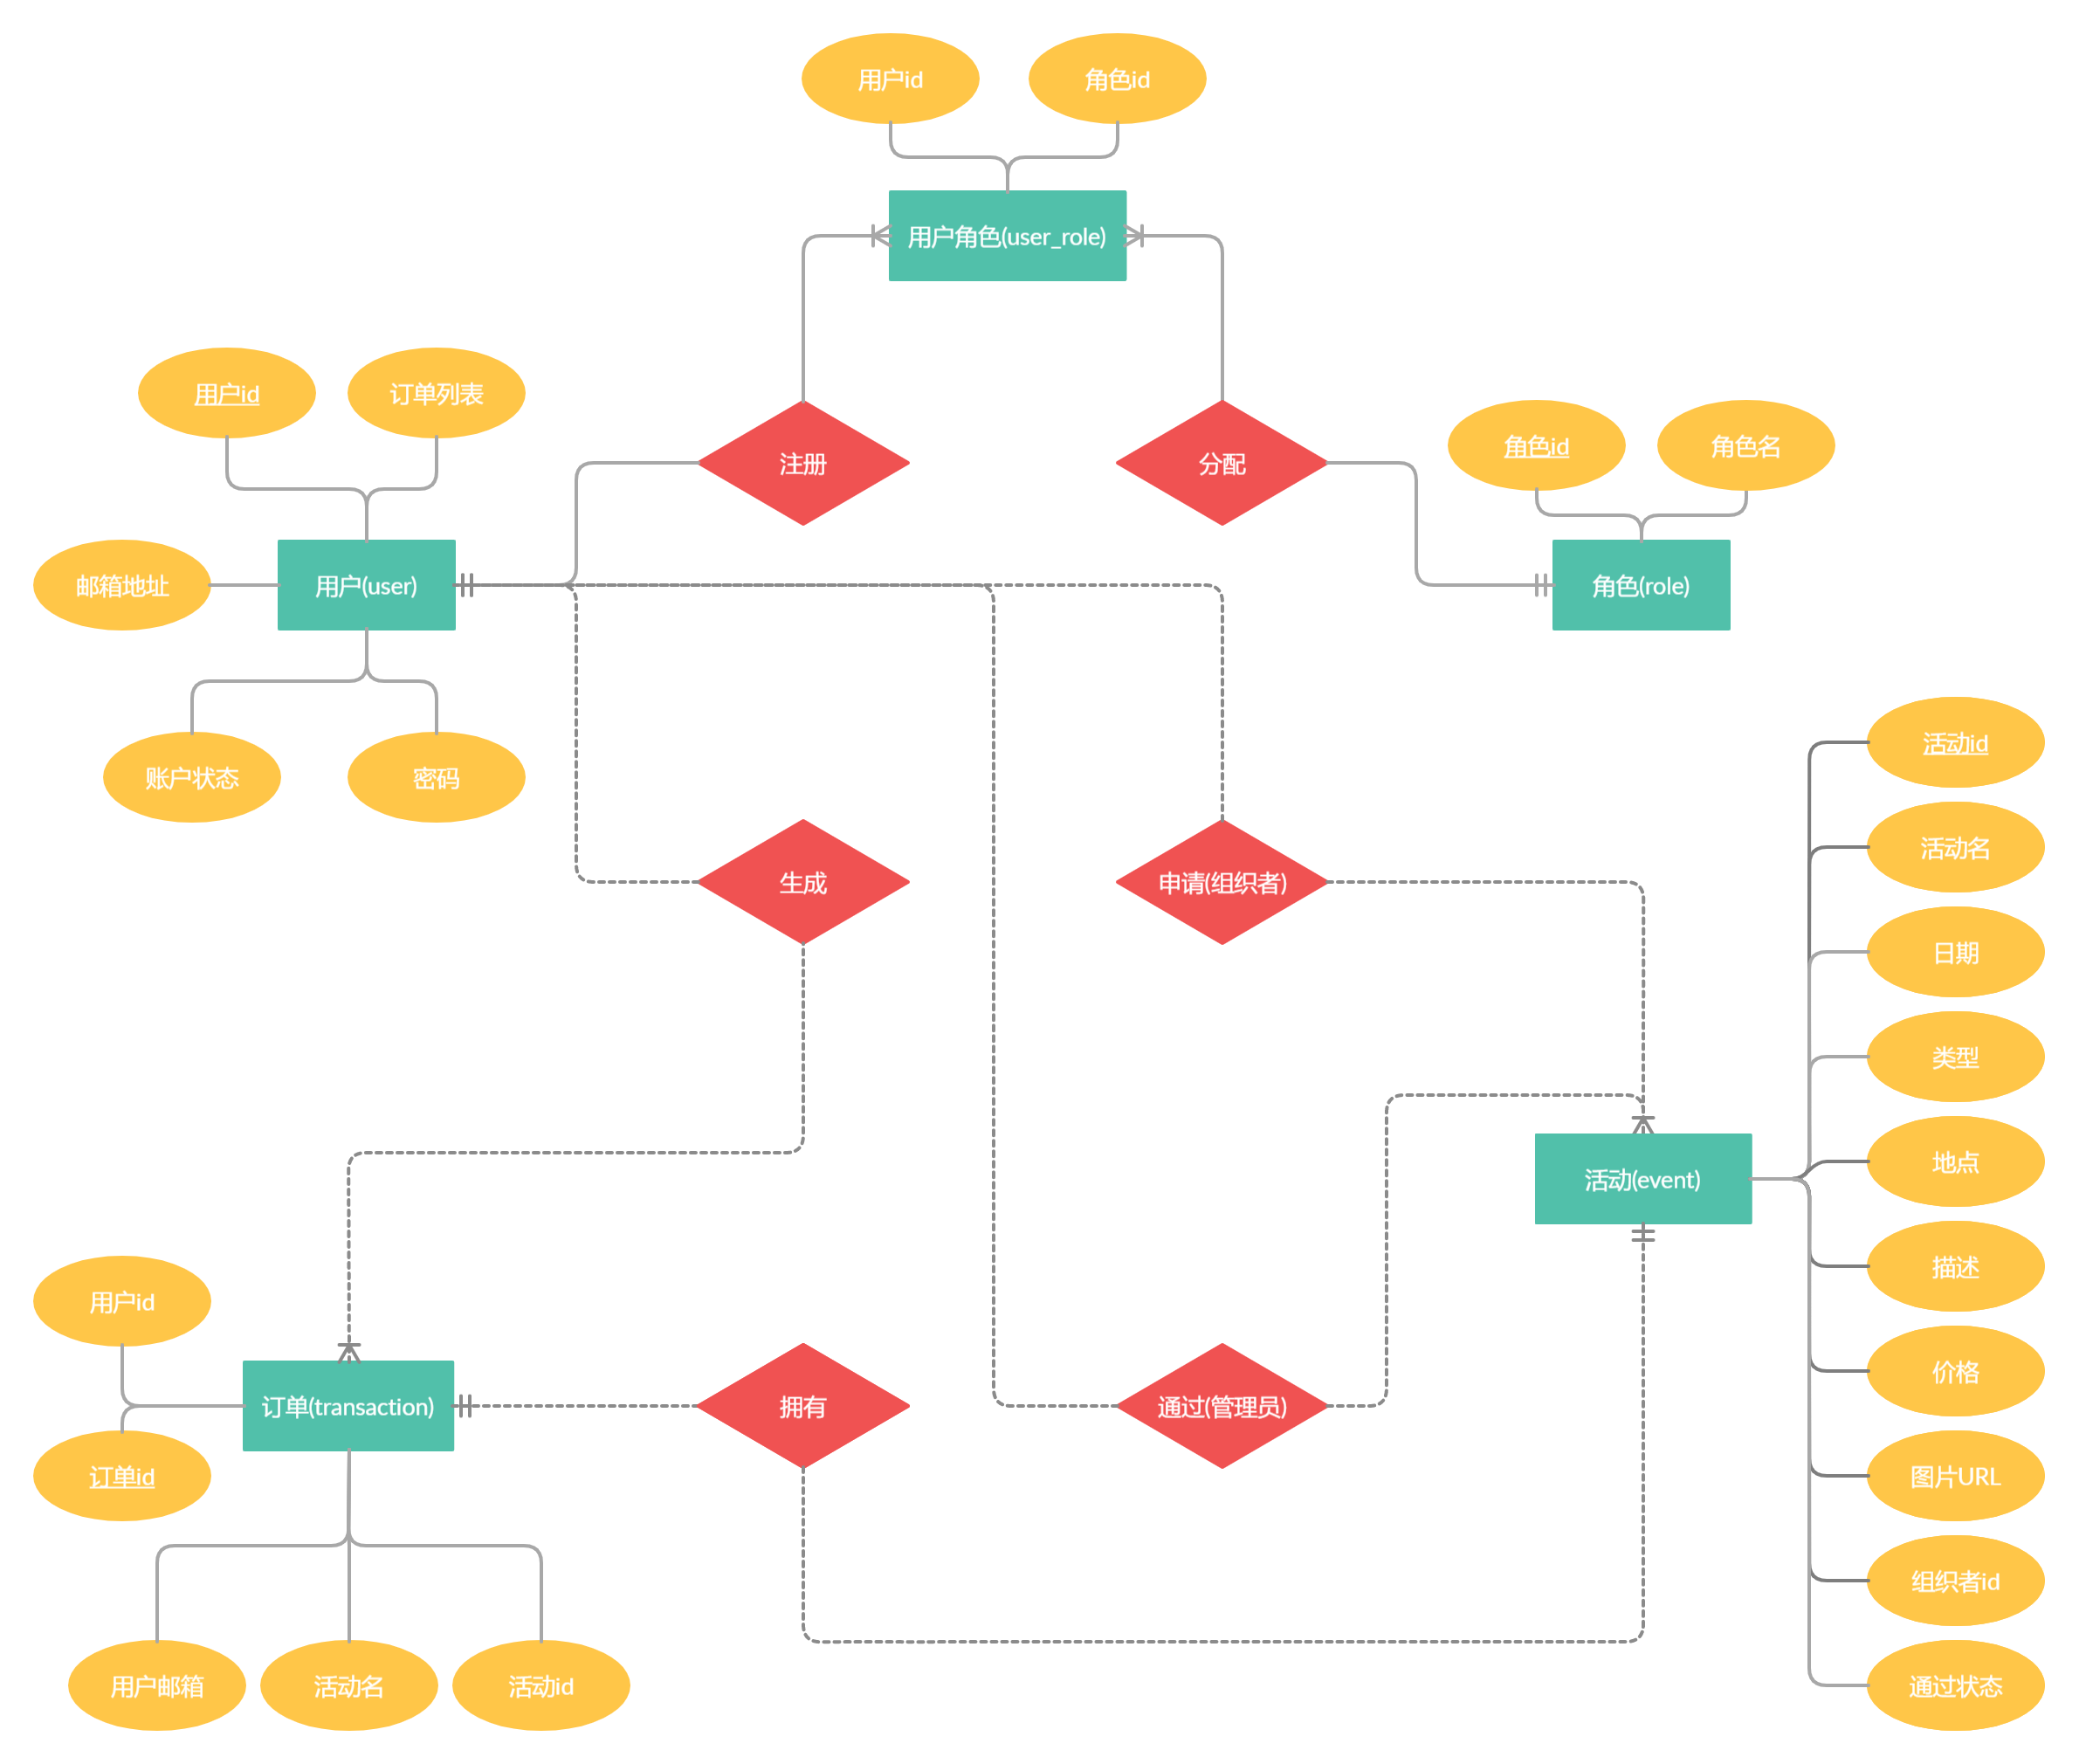 用户id
角色id
用户角色(user_role)
用户id
订单列表
注册
分配
角色id
角色名
邮箱地址
用户(user)
角色(role)
账户状态
密码
活动id
活动名
生成
申请(组织者)
日期
类型
地点
活动(event)
描述
用户id
价格
订单(transaction)
拥有
通过(管理员)
订单id
图片URL
组织者id
用户邮箱
活动名
活动id
通过状态